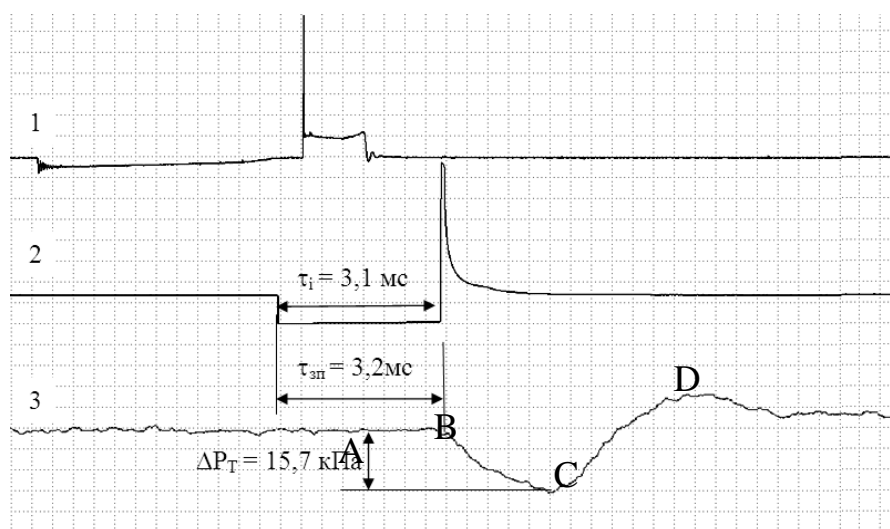 1
2
τi = 3,1 мс
τзп = 3,2мс
3
D
B
A
ΔPТ = 15,7 кПа
C